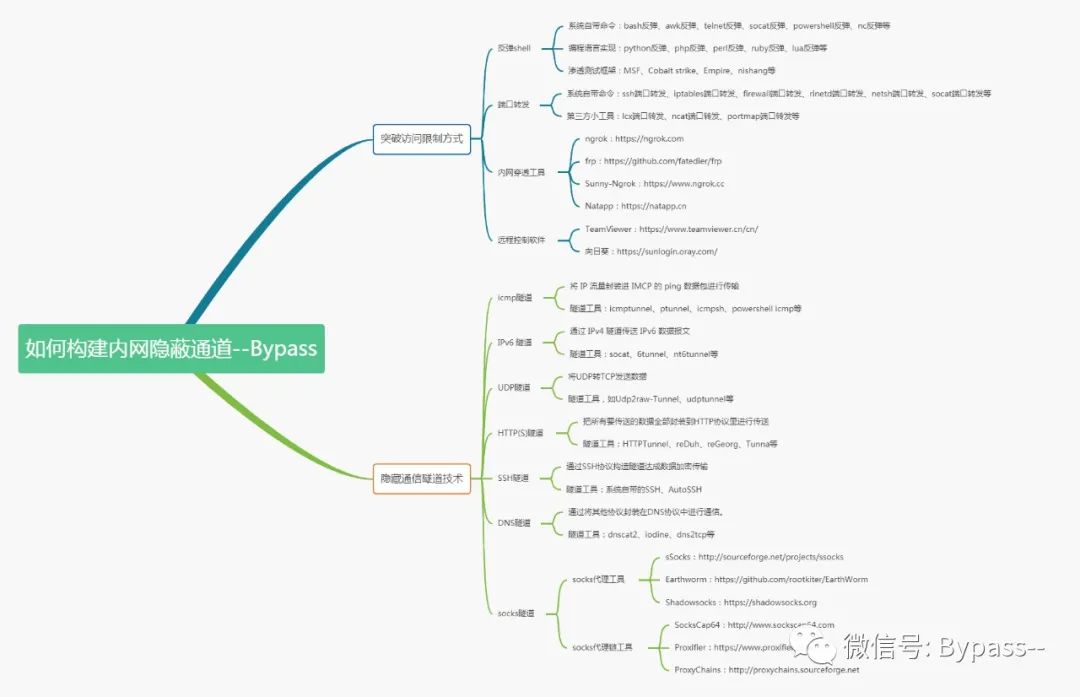 如何构建内网隐蔽通道--Bypass
突破访问限制方式
反弹shell
系统自带命令：bash反弹、awk反弹、telnet反弹、socat反弹、powershell反弹、nc反弹等
编程语言实现：python反弹、php反弹、perl反弹、ruby反弹、lua反弹等
渗透测试框架：MSF、Cobalt strike、Empire、nishang等
端口转发
系统自带命令：ssh端口转发、iptables端口转发、firewall端口转发、rinetd端口转发、netsh端口转发、socat端口转发等
第三方小工具：lcx端口转发、ncat端口转发、portmap端口转发等
内网穿透工具
ngrok：https://ngrok.com
frp：https://github.com/fatedier/frp
Sunny-Ngrok：https://www.ngrok.cc
Natapp：https://natapp.cn
远程控制软件
TeamViewer：https://www.teamviewer.cn/cn/
向日葵：https://sunlogin.oray.com/
隐藏通信隧道技术
icmp隧道
将 IP 流量封装进 IMCP 的 ping 数据包进行传输
隧道工具：icmptunnel、ptunnel、icmpsh、powershell icmp等
IPv6 隧道
通过 IPv4 隧道传送 IPv6 数据报文
隧道工具：socat、6tunnel、nt6tunnel等
UDP隧道
将UDP转TCP发送数据
隧道工具，如Udp2raw-Tunnel、udptunnel等
HTTP(S)隧道
把所有要传送的数据全部封装到HTTP协议里进行传送
隧道工具：HTTPTunnel、reDuh、reGeorg、Tunna等
SSH隧道
通过SSH协议构造隧道达成数据加密传输
隧道工具：系统自带的SSH、AutoSSH
DNS隧道
通过将其他协议封装在DNS协议中进行通信。
隧道工具：dnscat2、iodine、dns2tcp等
socks隧道
socks代理工具
sSocks：http://sourceforge.net/projects/ssocks
Earthworm：https://github.com/rootkiter/EarthWorm
Shadowsocks：https://shadowsocks.org
socks代理链工具
SocksCap64：http://www.sockscap64.com
Proxifier：https://www.proxifier
ProxyChains：http://proxychains.sourceforge.net
微信号: Bypass--